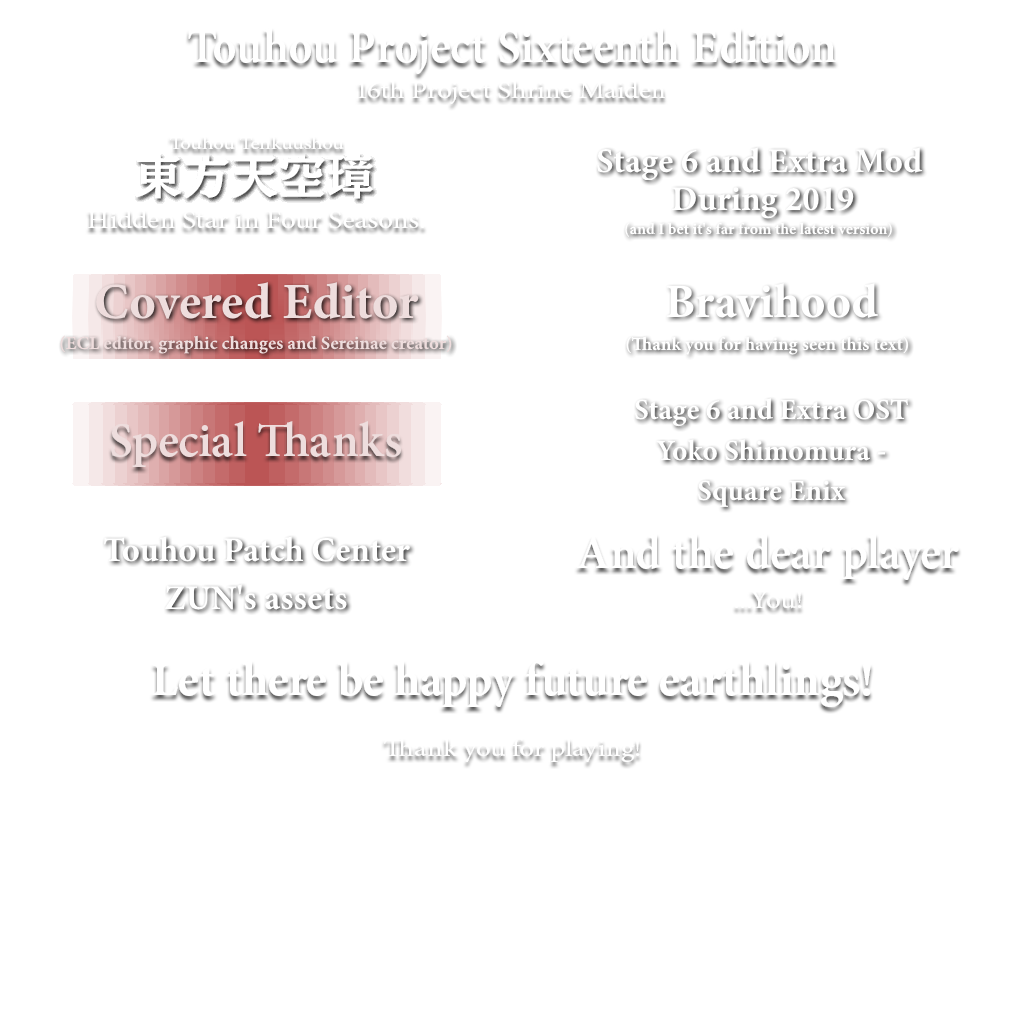 Touhou Project Sixteenth Edition
16th Project Shrine Maiden
Touhou Tenkuushou
東方天空璋
Hidden Star in Four Seasons.
Stage 6 and Extra Mod
During 2019
(and I bet it's far from the latest version)
Covered Editor
(ECL editor, graphic changes and Sereinae creator)
Bravihood
(Thank you for having seen this text)
Special Thanks
Stage 6 and Extra OST
Yoko Shimomura -
Square Enix
Touhou Patch Center
ZUN's assets
And the dear player
...You!
Let there be happy future earthlings!
Thank you for playing!